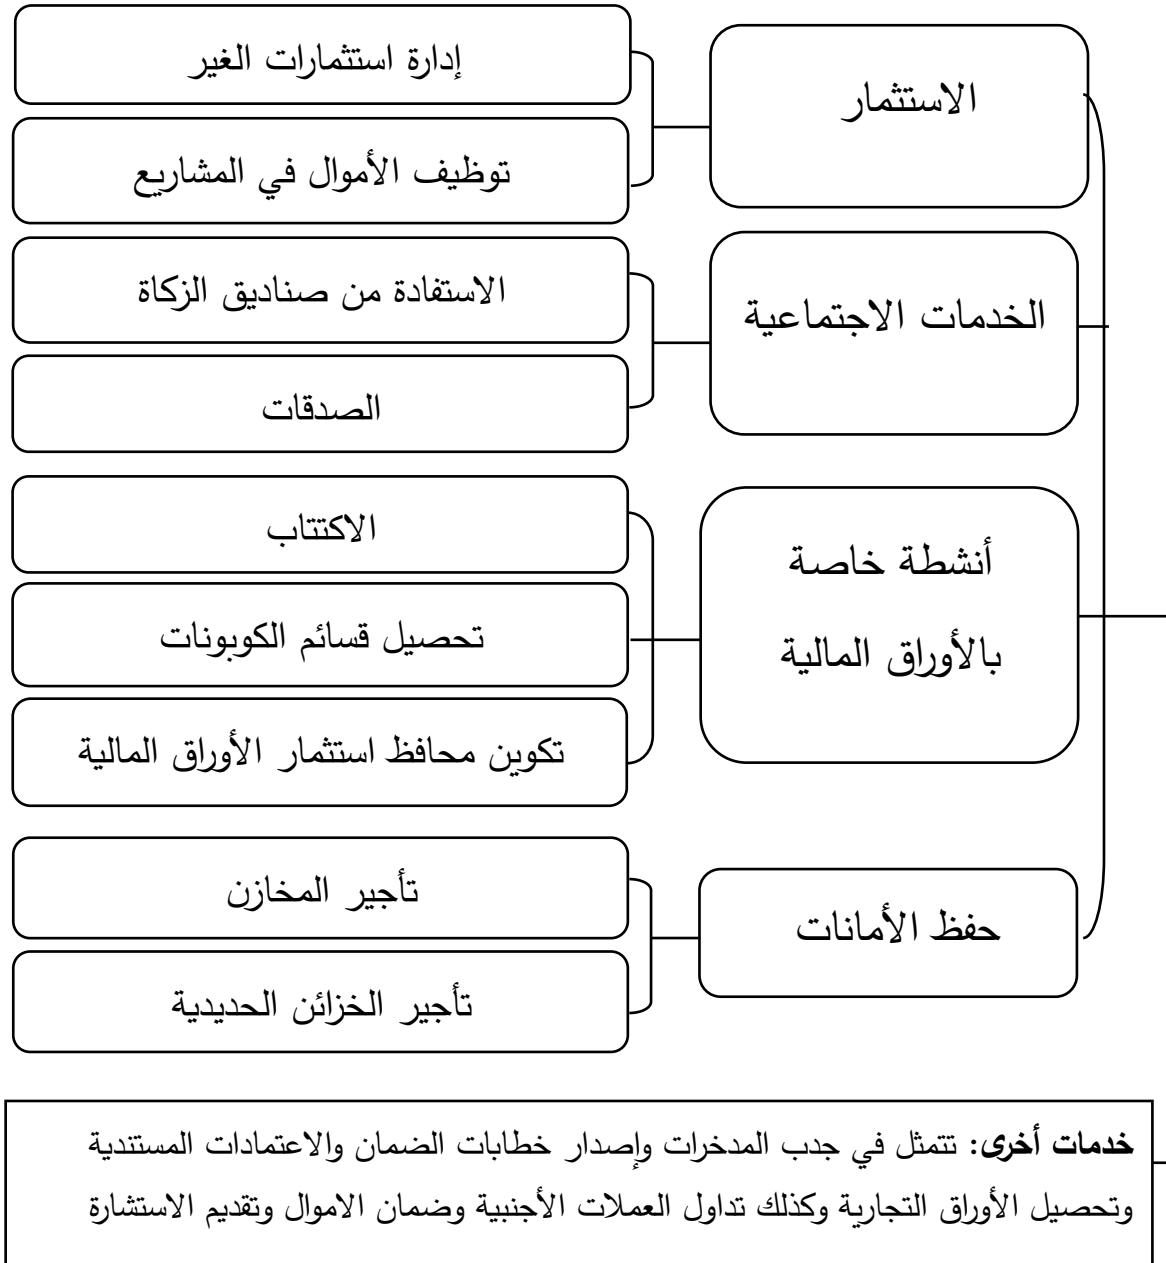 الاستثمار
إدارة استثمارات الغير
توظيف الأموال في المشاريع
الخدمات الاجتماعية
الاستفادة من صناديق الزكاة
الصدقات
أنشطة خاصة
بالأوراق المالية
الاكتتاب
تحصيل قسائم الكوبونات
تكوين محافظ استثمار الأوراق المالية
حفظ الأمانات
تأجير المخازن
تأجير الخزائن الحديدية
خدمات أخرى: تتمثل في جدب المدخرات وإصدار خطابات الضمان والاعتمادات المستندية
وتحصيل الأوراق التجارية وكذلك تداول العملات الأجنبية وضمان الاموال وتقديم الاستشارة